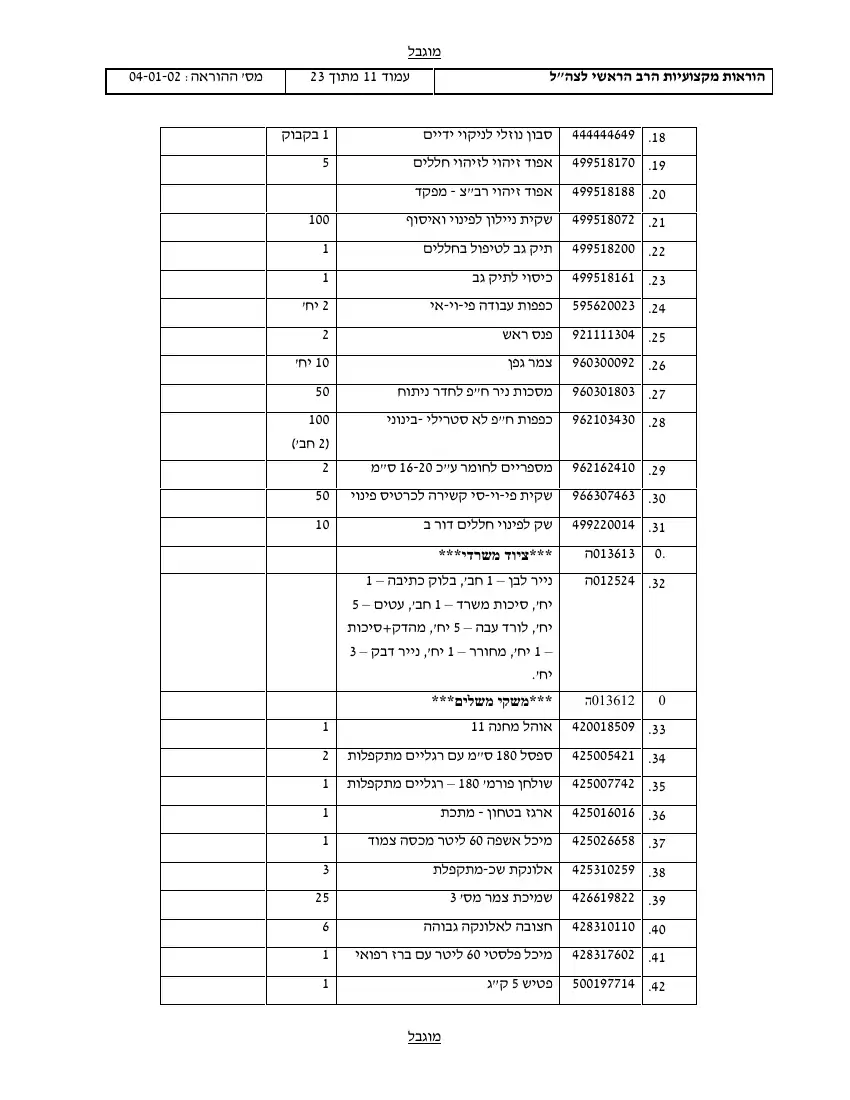 מוגבל
הוראות מקצועיות הרב הראשי לצה״ל עמוד 11 מתוך 23 מס׳ ההוראה: 04-01-02
18. 444444649 סבון נוזלי לניקוי ידיים 1 בקבוק
19. 499518170 אפוד זיהוי לזיהוי חללים 5
20. 499518188 אפוד זיהוי רב״צ - מפקד
21. 499518072 שקית ניילון לפינוי ואיסוף 100
22. 499518200 תיק גב לטיפול בחללים 1
23. 499518161 כיסוי לתיק גב 1
24. 595620023 כפפות עבודה פי-וי-אי 2 יח׳
25. 921111304 פנס ראש 2
26. 960300092 צמר גפן 10 יח׳
27. 960301803 מסכות ניר ח״פ לחדר ניתוח 50
28. 962103430 כפפות ח״פ לא סטרילי -בינוני 100
(2 חב׳)
29. 962162410 מספריים לחומר ע״כ 16-20 ס״מ 2
30. 966307463 שקית פי-וי-סי קשירה לכרטיס פינוי 50
31. 499220014 שק לפינוי חללים דור ב 10
0. 013613ה ***ציוד משרדי***
32. 012524ה נייר לבן – 1 חב׳, בלוק כתיבה – 1
יח׳, סיכות משרד – 1 חב׳, עטים – 5
יח׳, לורד עבה – 5 יח׳, מהדק+סיכות
– 1 יח׳, מחורר – 1 יח׳, נייר דבק – 3
יח׳.
0 013612ה ***משקי משלים***
33. 420018509 אוהל מחנה 11 1
34. 425005421 ספסל 180 ס״מ עם רגליים מתקפלות 2
35. 425007742 שולחן פורמ׳ 180 – רגליים מתקפלות 1
36. 425016016 ארגז בטחון - מתכת 1
37. 425026658 מיכל אשפה 60 ליטר מכסה צמוד 1
38. 425310259 אלונקת שכ-מתקפלת 3
39. 426619822 שמיכת צמר מס׳ 3 25
40. 428310110 חצובה לאלונקה גבוהה 6
41. 428317602 מיכל פלסטי 60 ליטר עם ברז רפואי 1
42. 500197714 פטיש 5 ק״ג 1
מוגבל